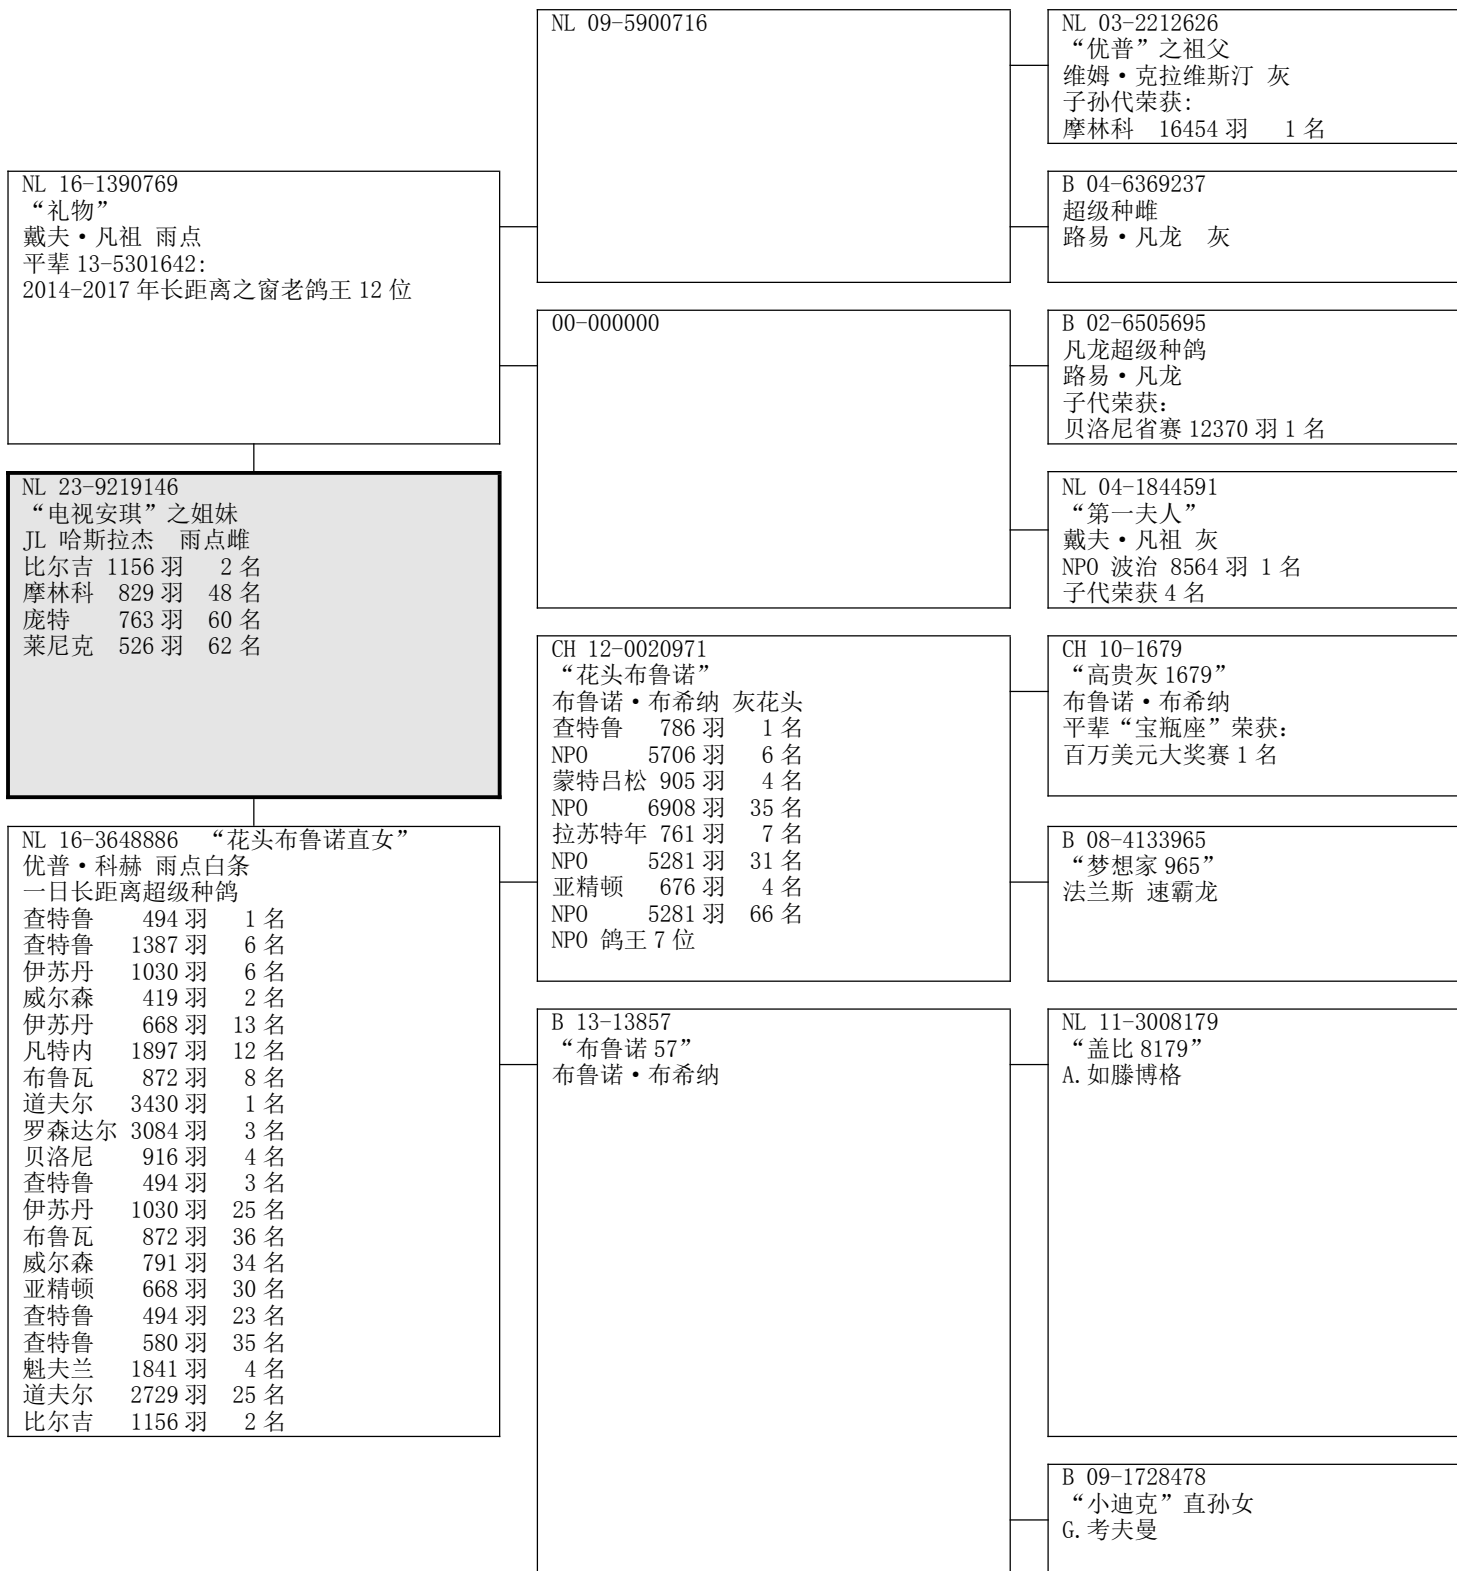 NL 16-1390769
“礼物”
戴夫•凡祖 雨点
平辈 13-5301642:
2014-2017 年长距离之窗老鸽王 12 位
NL 23-9219146
“电视安琪”之姐妹
JL 哈斯拉杰 雨点雌
比尔吉 1156 羽 2 名
摩林科 829 羽 48 名
庞特 763 羽 60 名
莱尼克 526 羽 62 名
NL 16-3648886 “花头布鲁诺直女”
优普•科赫 雨点白条
一日长距离超级种鸽
查特鲁 494 羽 1 名
查特鲁 1387 羽 6 名
伊苏丹 1030 羽 6 名
威尔森 419 羽 2 名
伊苏丹 668 羽 13 名
凡特内 1897 羽 12 名
布鲁瓦 872 羽 8 名
道夫尔 3430 羽 1 名
罗森达尔 3084 羽 3 名
贝洛尼 916 羽 4 名
查特鲁 494 羽 3 名
伊苏丹 1030 羽 25 名
布鲁瓦 872 羽 36 名
威尔森 791 羽 34 名
亚精顿 668 羽 30 名
查特鲁 494 羽 23 名
查特鲁 580 羽 35 名
魁夫兰 1841 羽 4 名
道夫尔 2729 羽 25 名
比尔吉 1156 羽 2 名
NL 09-5900716
00-000000
CH 12-0020971
“花头布鲁诺”
布鲁诺•布希纳 灰花头
查特鲁 786 羽 1 名
NPO 5706 羽 6 名
蒙特吕松 905 羽 4 名
NPO 6908 羽 35 名
拉苏特年 761 羽 7 名
NPO 5281 羽 31 名
亚精顿 676 羽 4 名
NPO 5281 羽 66 名
NPO 鸽王 7 位
B 13-13857
“布鲁诺 57”
布鲁诺•布希纳
NL 03-2212626
“优普”之祖父
维姆•克拉维斯汀 灰
子孙代荣获:
摩林科 16454 羽 1 名
B 04-6369237
超级种雌
路易•凡龙 灰
B 02-6505695
凡龙超级种鸽
路易•凡龙
子代荣获：
贝洛尼省赛 12370 羽 1 名
NL 04-1844591
“第一夫人”
戴夫•凡祖 灰
NPO 波治 8564 羽 1 名
子代荣获 4 名
CH 10-1679
“高贵灰 1679”
布鲁诺•布希纳
平辈“宝瓶座”荣获：
百万美元大奖赛 1 名
B 08-4133965
“梦想家 965”
法兰斯 速霸龙
NL 11-3008179
“盖比 8179”
A.如滕博格
B 09-1728478
“小迪克”直孙女
G.考夫曼